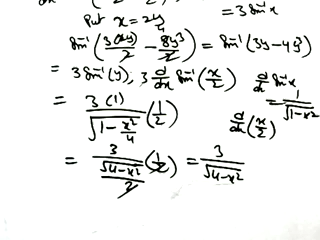 = 3 sin⁻¹x
Put x = 2y
sin⁻¹(3(2y)/2 − 8y³/2) = sin⁻¹(3y−4y³)
= 3 sin⁻¹(y), 3 d/dx sin⁻¹(x/2) d/dx sin⁻¹x = 1/√(1−x²)
= 3(1)/√(1−x²/4) (1/2) d/dx(x/2)
= 3/(√(4−x²)/2) (1/2) = 3/√(4−x²)